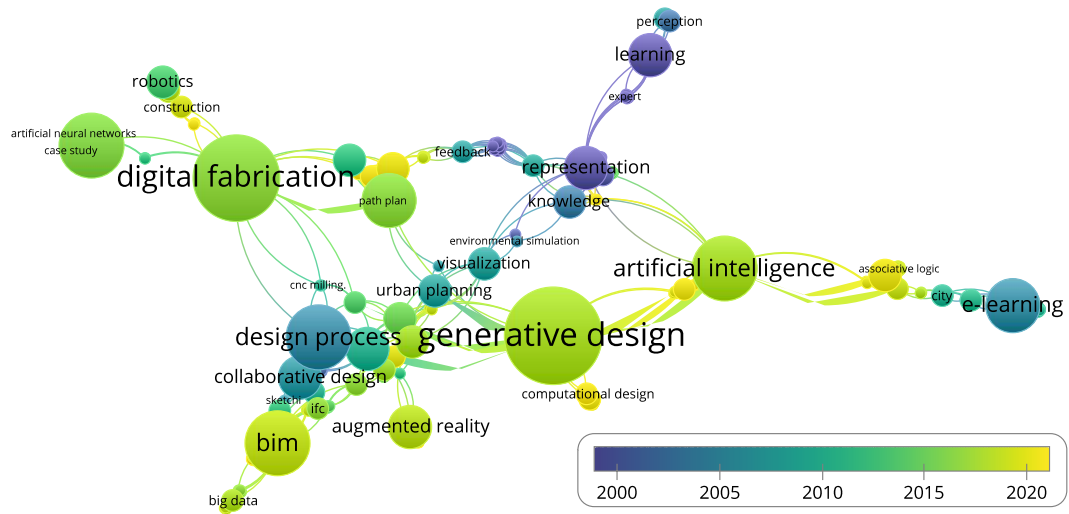 perception
learning
robotics
expert
construction
artificial neural networks
case study
feedback
representation
digital fabrication
path plan
knowledge
environmental simulation
visualization
artificial intelligence
associative logic
cnc milling.
urban planning
city
e-learning
design process
generative design
collaborative design
computational design
sketchr
ifc
augmented reality
bim
big data
2000 2005 2010 2015 2020